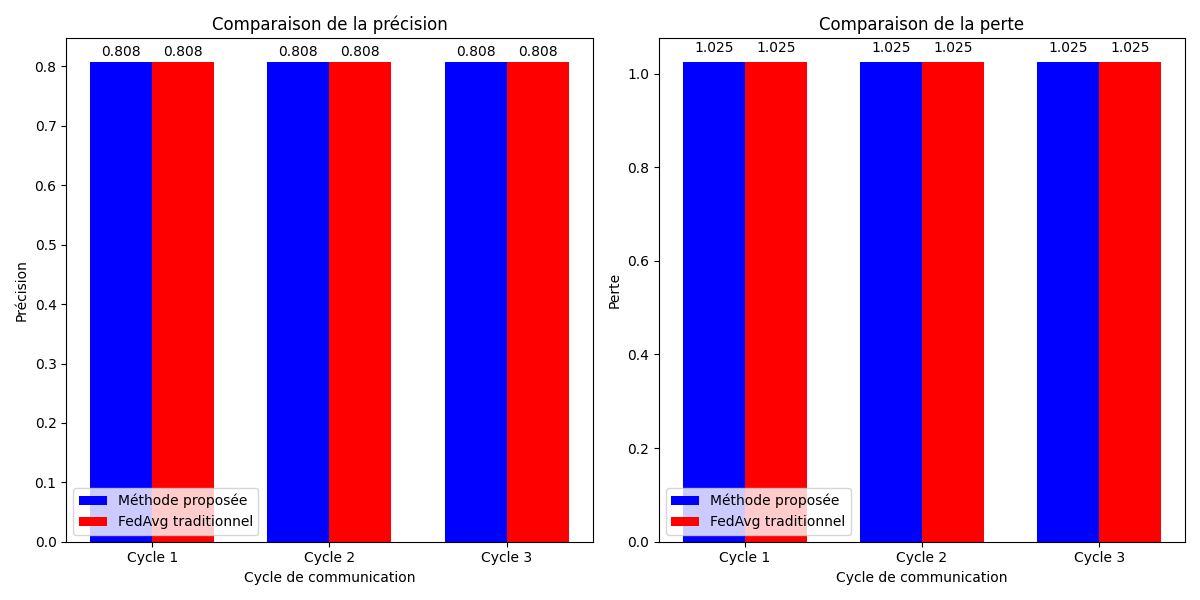 Comparaison de la précision
0.808 0.808 0.808 0.808 0.808 0.808
0.8
0.7
0.6
0.5
0.4
0.3
0.2
0.1
0.0
Précision
Méthode proposée
FedAvg traditionnel
Cycle 1 Cycle 2 Cycle 3
Cycle de communication
Comparaison de la perte
1.025 1.025 1.025 1.025 1.025 1.025
1.0
0.8
0.6
0.4
0.2
0.0
Perte
Méthode proposée
FedAvg traditionnel
Cycle 1 Cycle 2 Cycle 3
Cycle de communication